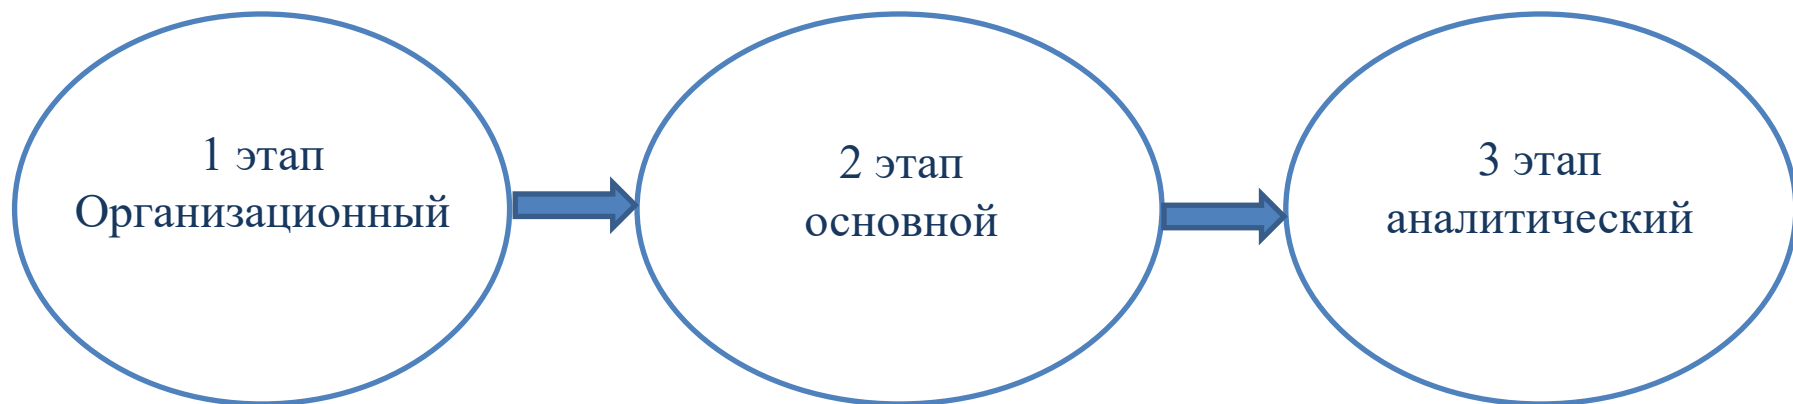 1 этап
Организационный
2 этап
основной
3 этап
аналитический